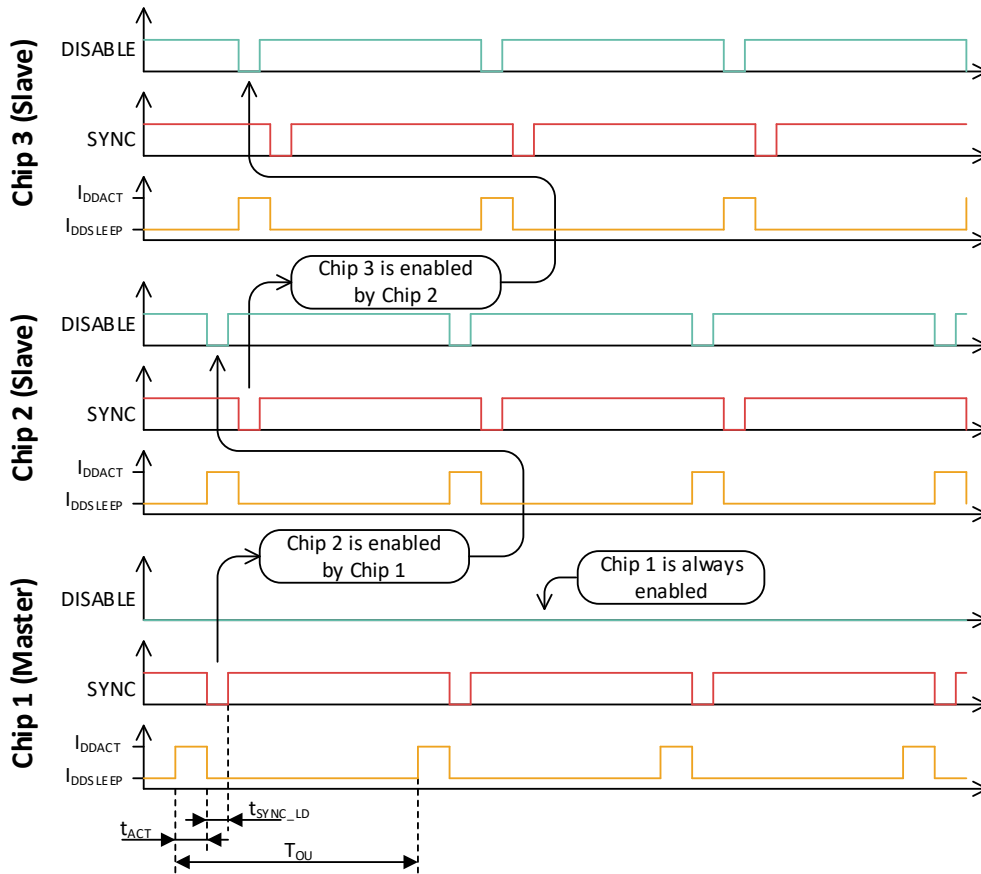 Chip 3 (Slave)
DISABLE
SYNC
IDDACT
IDDSLEEP
Chip 3 is enabled
by Chip 2
Chip 2 (Slave)
DISABLE
SYNC
IDDACT
IDDSLEEP
Chip 2 is enabled
by Chip 1
Chip 1 is always
enabled
Chip 1 (Master)
DISABLE
SYNC
IDDACT
IDDSLEEP
tSYNC_LD
tACT
TOU